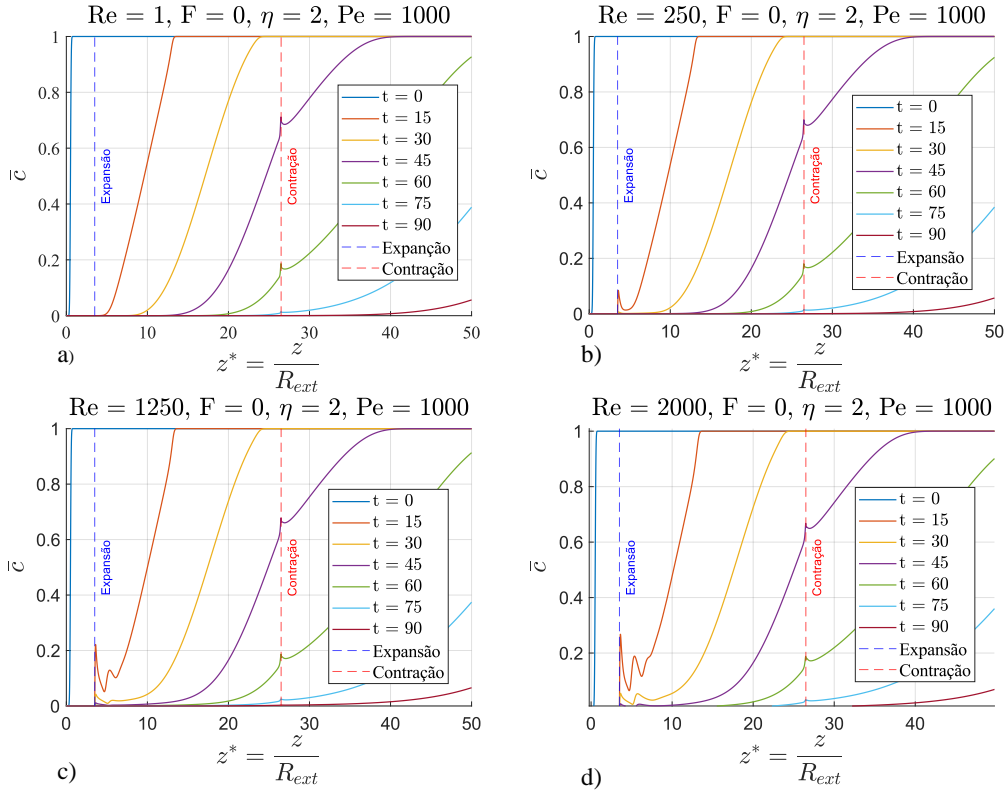 Re = 1, F = 0, η = 2, Pe = 1000
1
0.8
0.6
0.4
0.2
0
c̅
Expansão
Contração
t = 0
t = 15
t = 30
t = 45
t = 60
t = 75
t = 90
Expanção
Contração
0 10 20 30 40 50
a)
z* = z / R_ext
Re = 250, F = 0, η = 2, Pe = 1000
1
0.8
0.6
0.4
0.2
0
c̅
Expansão
Contração
t = 0
t = 15
t = 30
t = 45
t = 60
t = 75
t = 90
Expansão
Contração
0 10 20 30 40 50
b)
z* = z / R_ext
Re = 1250, F = 0, η = 2, Pe = 1000
1
0.8
0.6
0.4
0.2
0
c̅
Expansão
Contração
t = 0
t = 15
t = 30
t = 45
t = 60
t = 75
t = 90
Expansão
Contração
0 10 20 30 40 50
c)
z* = z / R_ext
Re = 2000, F = 0, η = 2, Pe = 1000
1
0.8
0.6
0.4
0.2
c̅
Expansão
Contração
t = 0
t = 15
t = 30
t = 45
t = 60
t = 75
t = 90
Expansão
Contração
0 10 20 30 40
d)
z* = z / R_ext